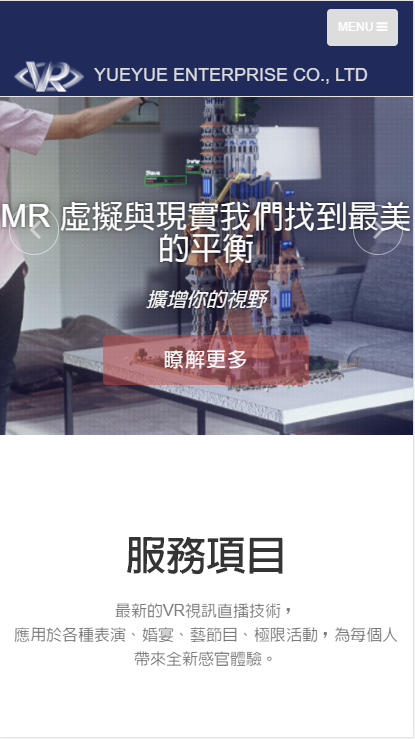 MENU
VR YUEYUE ENTERPRISE CO., LTD
MR 虛擬與現實我們找到最美
的平衡
擴增你的視野
瞭解更多
服務項目
最新的VR視訊直播技術，
應用於各種表演、婚宴、藝節目、極限活動，為每個人
帶來全新感官體驗。